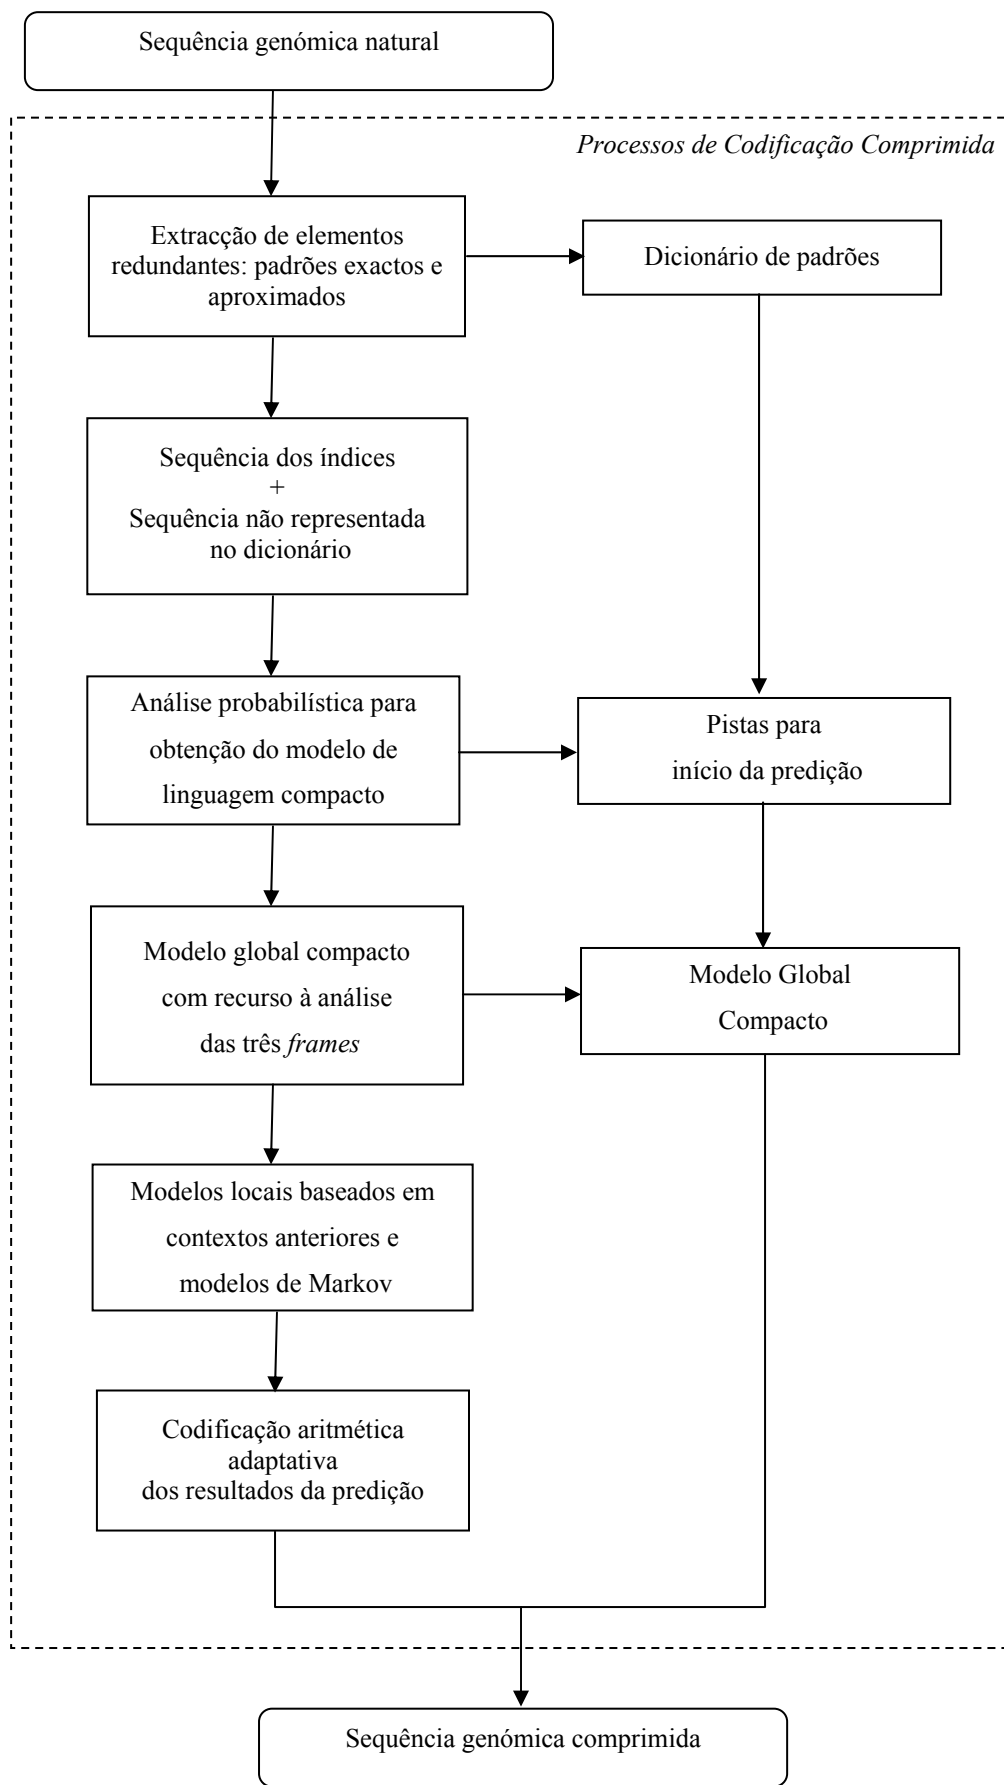 Sequência genómica natural
Processos de Codificação Comprimida
Extracção de elementos
redundantes: padrões exactos e
aproximados
Dicionário de padrões
Sequência dos índices
+
Sequência não representada
no dicionário
Análise probabilística para
obtenção do modelo de
linguagem compacto
Pistas para
início da predição
Modelo global compacto
com recurso à análise
das três frames
Modelo Global
Compacto
Modelos locais baseados em
contextos anteriores e
modelos de Markov
Codificação aritmética
adaptativa
dos resultados da predição
Sequência genómica comprimida